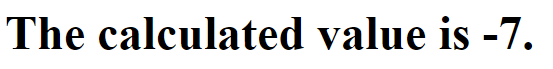 The calculated value is -7.